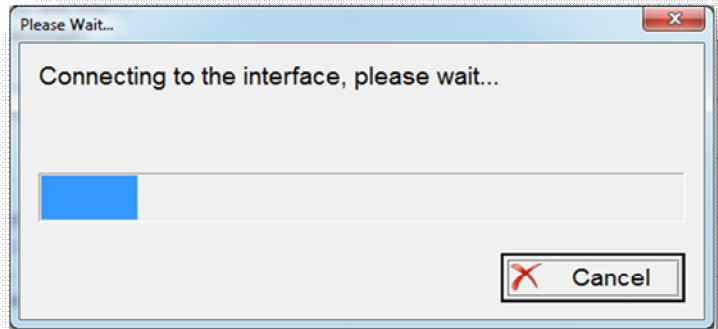 Please Wait...
Connecting to the interface, please wait...
Cancel